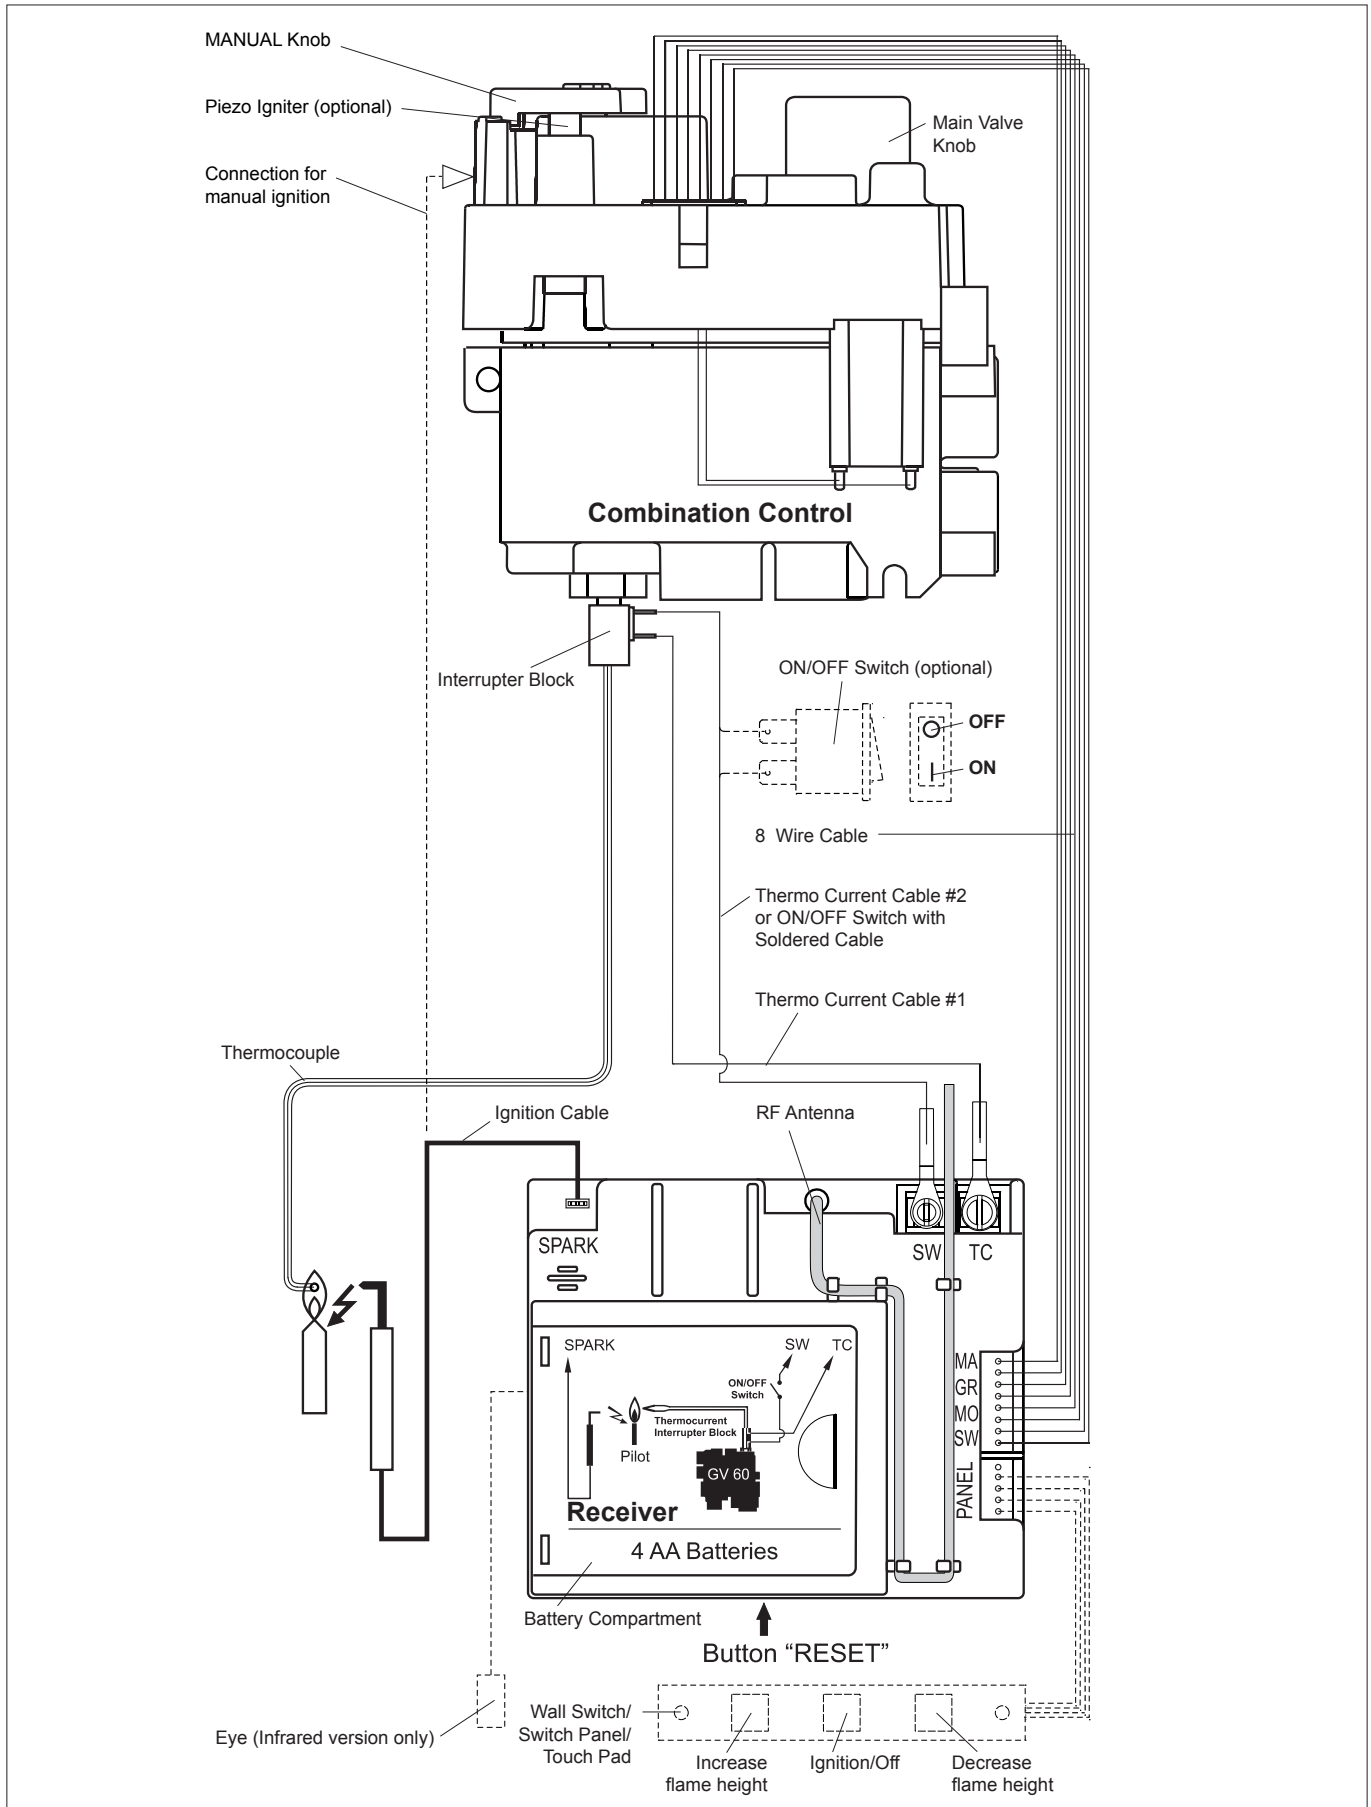 MANUAL Knob
Piezo Igniter (optional)
Main Valve
Knob
Connection for
manual ignition
Combination Control
Interrupter Block
ON/OFF Switch (optional)
OFF
ON
8 Wire Cable
Thermo Current Cable #2
or ON/OFF Switch with
Soldered Cable
Thermo Current Cable #1
Thermocouple
Ignition Cable
RF Antenna
SPARK
SW TC
SPARK
SW
TC
ON/OFF
Switch
Thermocurrent
Interrupter Block
Pilot
GV 60
Receiver
4 AA Batteries
MA
GR
MO
SW
PANEL
Battery Compartment
Button “RESET”
Eye (Infrared version only)
Wall Switch/
Switch Panel/
Touch Pad
Increase
flame height
Ignition/Off
Decrease
flame height